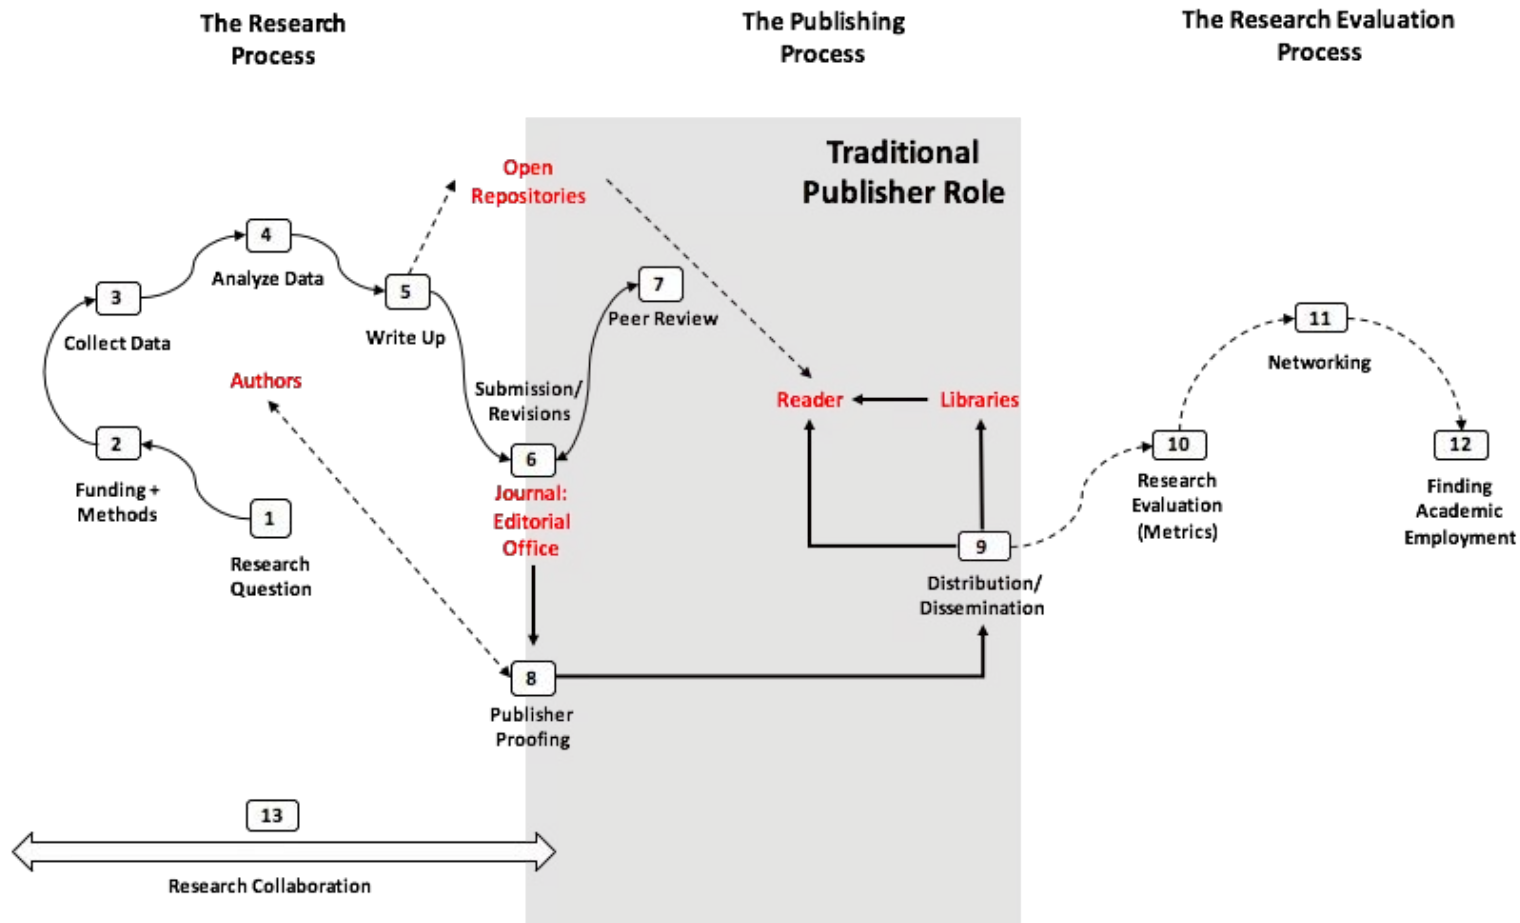 The Research
Process
The Publishing
Process
The Research Evaluation
Process
Traditional
Publisher Role
Open
Repositories
4
Analyze Data
3
Collect Data
5
Write Up
7
Peer Review
11
Networking
Authors
Submission/
Revisions
Reader
Libraries
2
Funding +
Methods
6
Journal:
Editorial
Office
10
Research
Evaluation
(Metrics)
12
Finding
Academic
Employment
1
Research
Question
9
Distribution/
Dissemination
8
Publisher
Proofing
13
Research Collaboration